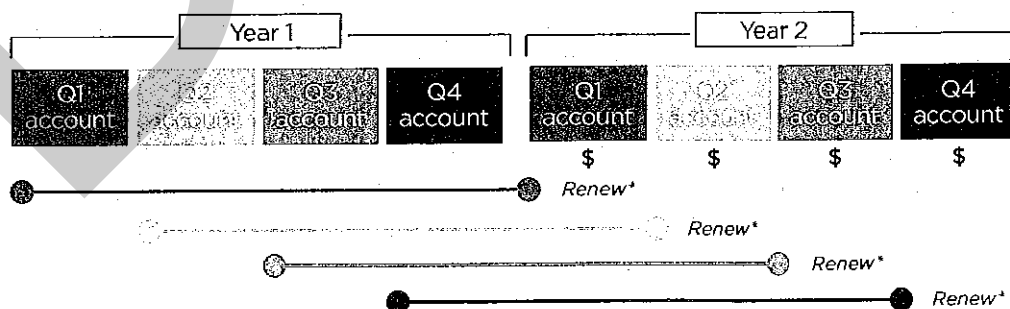 Year 1
Year 2
Q1 account
Q2 account
Q3 account
Q4 account
Q1 account
Q2 account
Q3 account
Q4 account
$ $ $ $
Renew*
Renew*
Renew*
Renew*